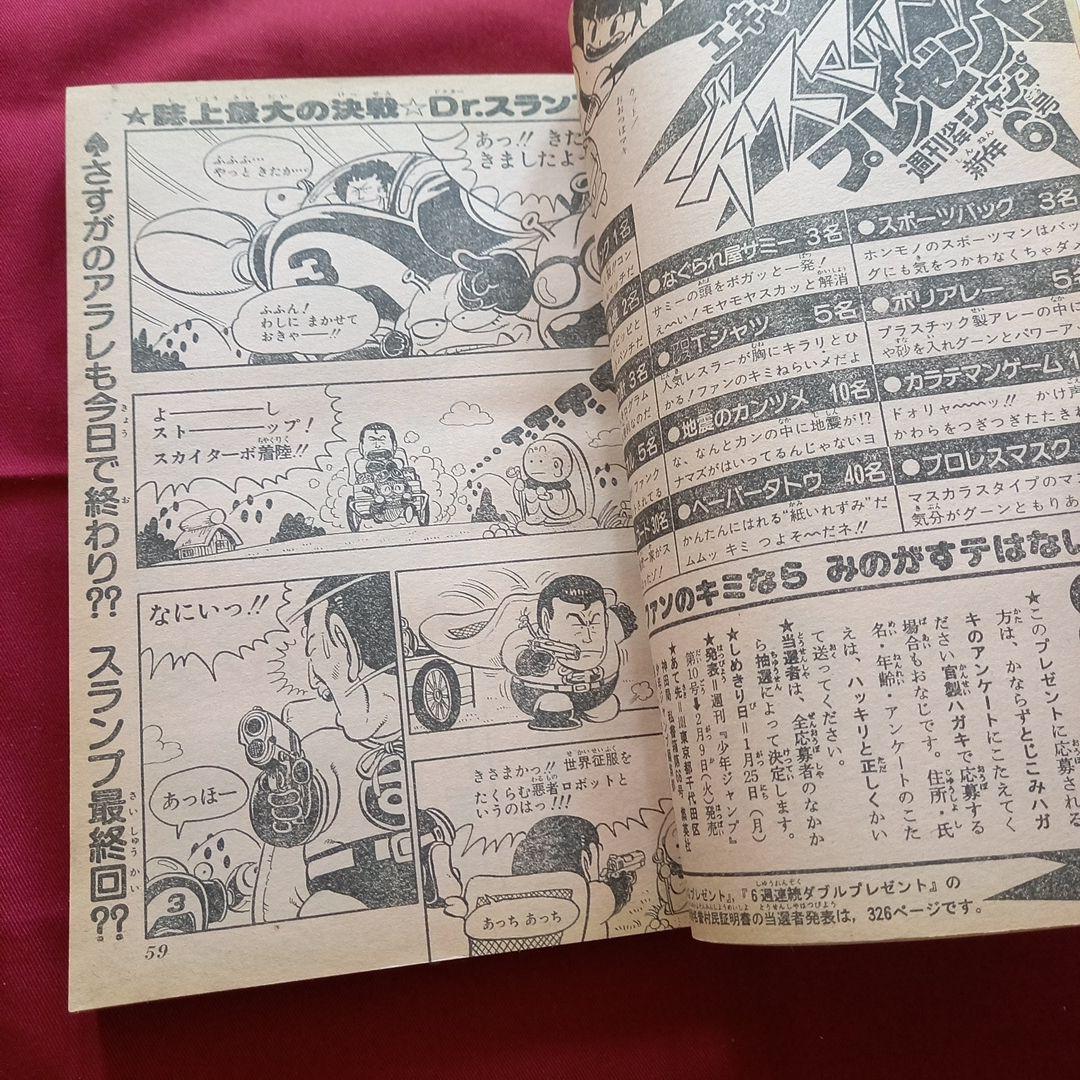 ★誌上最大の決戦☆Dr.スラン
♠さすがのアラレも今日で終わり?? スランプ最終回??
あっ!! きた
きましたよ
ふふふ…
やっと きたか…
3
ふふん!
わしに まかせて
おきゃー!!
よ――――し
スト―――ップ!
スカイターボ着陸!!
なにいっ!!
あっほー
3
きさまかっ!! 世界征服を
たくらむ悪者ロボットと
いうのはっ!!!
あっち あっち
59
プレゼント
週刊少年ジャンプ
新年6号
●なぐられ屋サミー 3名
サミーの頭をボガッと一発!
え〜い!モヤモヤスカッと解消
Tシャツ 5名
人気レスラーが胸にキラリとひ
かる!ファンのキミねらいメだよ
●地震のカンヅメ 10名
な、なんとカンの中に地震が!?
ナマズがはいってるんじゃないヨ
●ペーパータトウ 40名
かんたんにはれる“紙いれずみ”だ
ムムッ キミ つよそ〜だネ!!
●スポーツバック 3名
ホンモノのスポーツマンはバッ
グにも気をつかわなくちゃダメ
●ポリアレー 5名
プラスチック製アレーの中に
や砂を入れグーンとパワーア
●カラテマンゲーム 1
ドォリャ〜〜ッ!! かけ声
かわらをつぎつぎたたきわ
●プロレスマスク
マスカラスタイプのマ
気分がグーンともりあ
ファンのキミなら みのがすテはない
★このプレゼントに応募される
方は、かならずとじこみハガ
キのアンケートにこたえてく
ださい官製ハガキで応募する
場合もおなじです。住所・氏
名・年齢・アンケートのこた
えは、ハッキリと正しくかい
て送ってください。
★当選者は、全応募者のなかか
ら抽選によって決定します。
★しめきり日=1月25日(月)
★発表=週刊『少年ジャンプ』
第10号➡2月9日(火)発売
★あて先=東京都千代田区
プレゼント』,『6週連続ダブルプレゼント』の
村民証明書の当選者発表は, 326ページです。